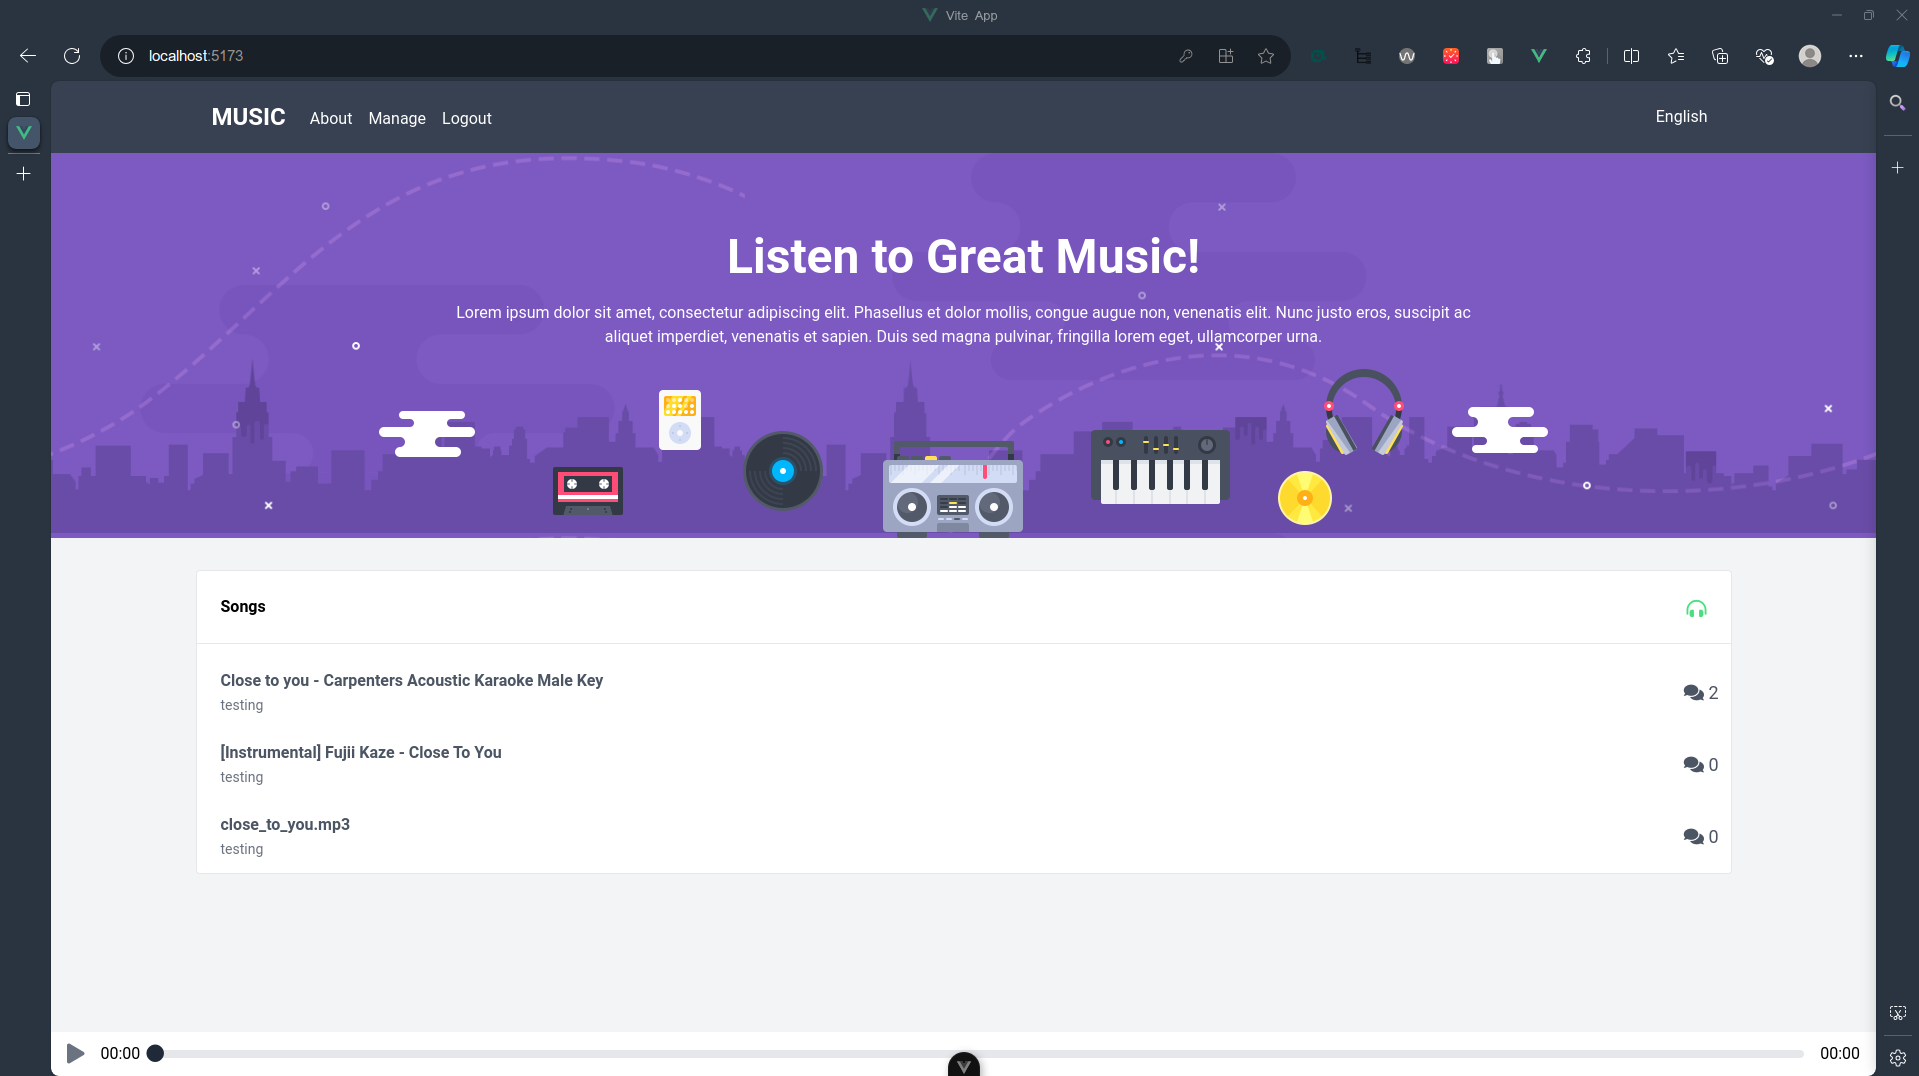 Vite App
localhost:5173
MUSIC About Manage Logout English
Listen to Great Music!
Lorem ipsum dolor sit amet, consectetur adipiscing elit. Phasellus et dolor mollis, congue augue non, venenatis elit. Nunc justo eros, suscipit ac
aliquet imperdiet, venenatis et sapien. Duis sed magna pulvinar, fringilla lorem eget, ullamcorper urna.
Songs
Close to you - Carpenters Acoustic Karaoke Male Key
testing
2
[Instrumental] Fujii Kaze - Close To You
testing
0
close_to_you.mp3
testing
0
00:00 00:00